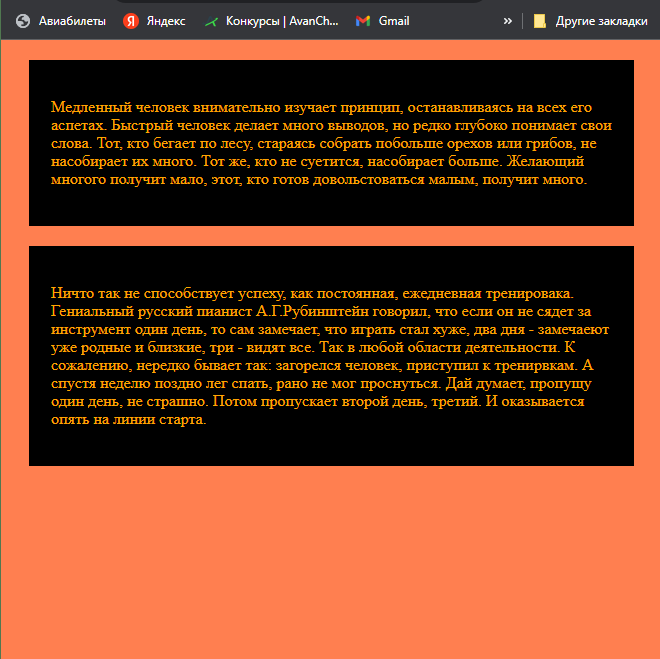 Авиабилеты Яндекс Конкурсы | AvanCh... Gmail » Другие закладки
Медленный человек внимательно изучает принцип, останавливаясь на всех его
аспетах. Быстрый человек делает много выводов, но редко глубоко понимает свои
слова. Тот, кто бегает по лесу, стараясь собрать побольше орехов или грибов, не
насобирает их много. Тот же, кто не суетится, насобирает больше. Желающий
многого получит мало, этот, кто готов довольствоваться малым, получит много.
Ничто так не способствует успеху, как постоянная, ежедневная тренировака.
Гениальный русский пианист А.Г.Рубинштейн говорил, что если он не сядет за
инструмент один день, то сам замечает, что играть стал хуже, два дня - замечаеют
уже родные и близкие, три - видят все. Так в любой области деятельности. К
сожалению, нередко бывает так: загорелся человек, приступил к тренирвкам. А
спустя неделю поздно лег спать, рано не мог проснуться. Дай думает, пропущу
один день, не страшно. Потом пропускает второй день, третий. И оказывается
опять на линии старта.